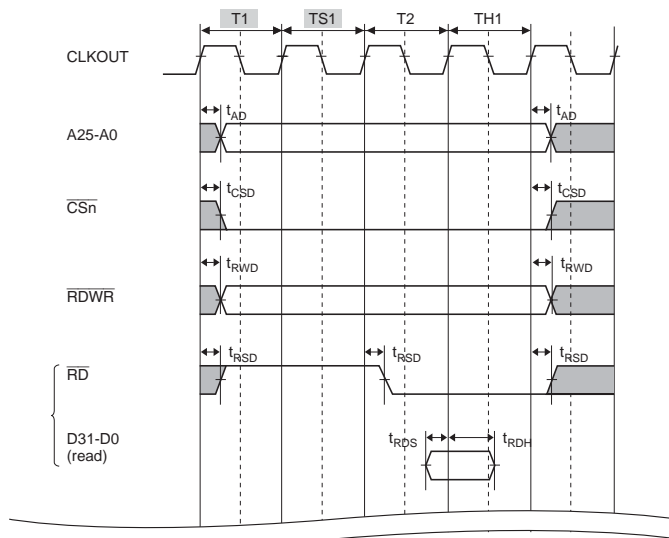 T1 TS1 T2 TH1
CLKOUT
tAD tAD
A25-A0
tCSD tCSD
CSn
tRWD tRWD
RDWR
tRSD tRSD tRSD
RD
D31-D0
(read)
tRDS tRDH